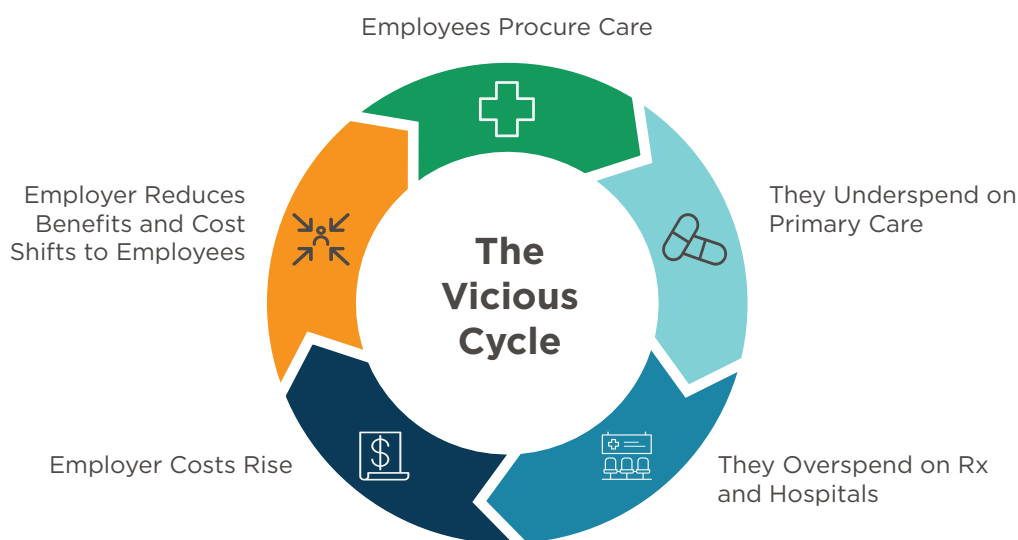 Employees Procure Care
They Underspend on
Primary Care
They Overspend on Rx
and Hospitals
Employer Costs Rise
Employer Reduces
Benefits and Cost
Shifts to Employees
The
Vicious
Cycle
$